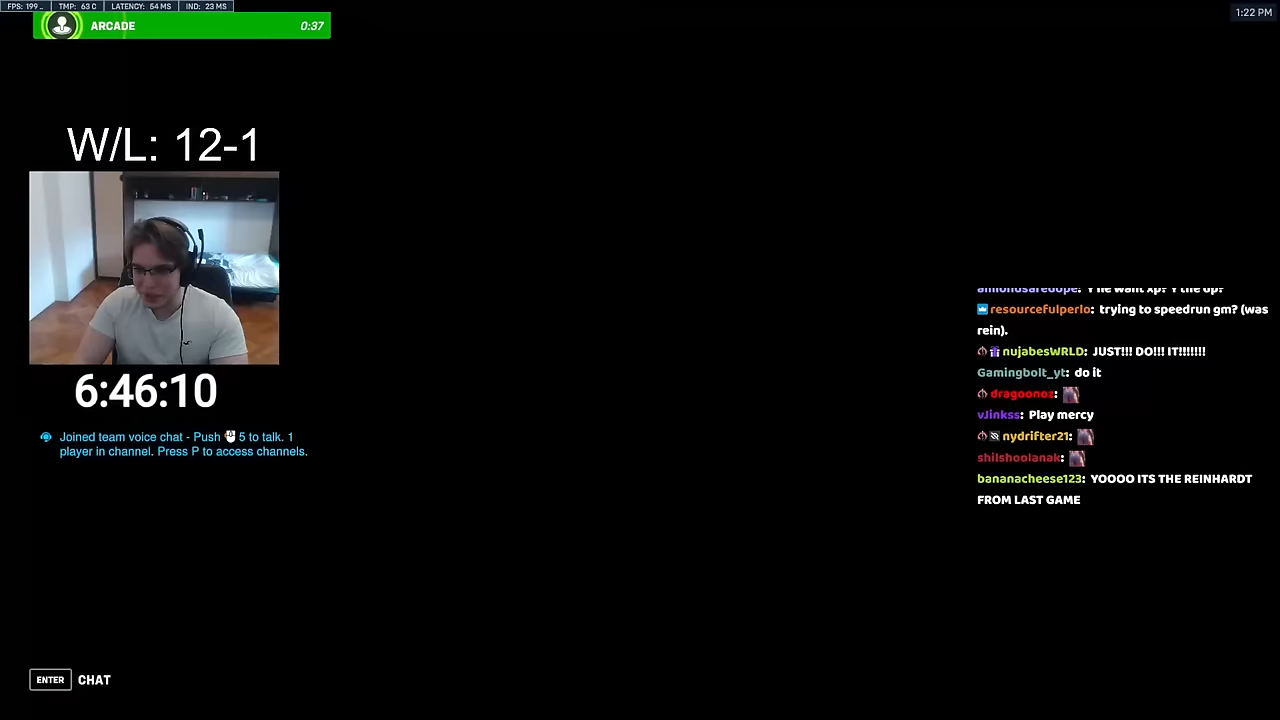 FPS: 199 .. TMP: 63 C LATENCY: 54 MS IND: 23 MS
1:22 PM
ARCADE 0:37
W/L: 12-1
6:46:10
Joined team voice chat - Push 5 to talk. 1
player in channel. Press P to access channels.
resourcefulperlo: trying to speedrun gm? (was
rein).
nujabesWRLD: JUST!!! DO!!! IT!!!!!!!
Gamingbolt_yt: do it
dragoonoz:
vJinkss: Play mercy
nydrifter21:
shilshoolanak:
bananacheese123: YOOOO ITS THE REINHARDT
FROM LAST GAME
ENTER CHAT